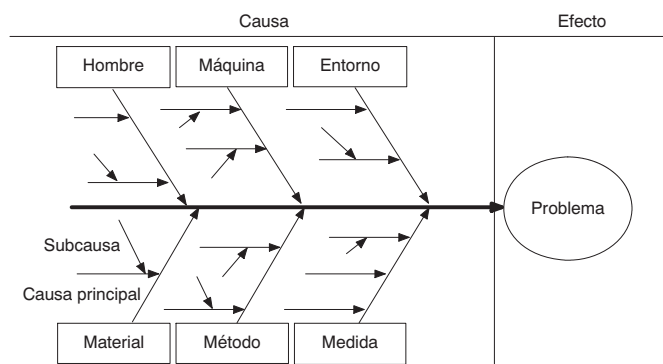 Causa
Efecto
Hombre
Máquina
Entorno
Problema
Subcausa
Causa principal
Material
Método
Medida